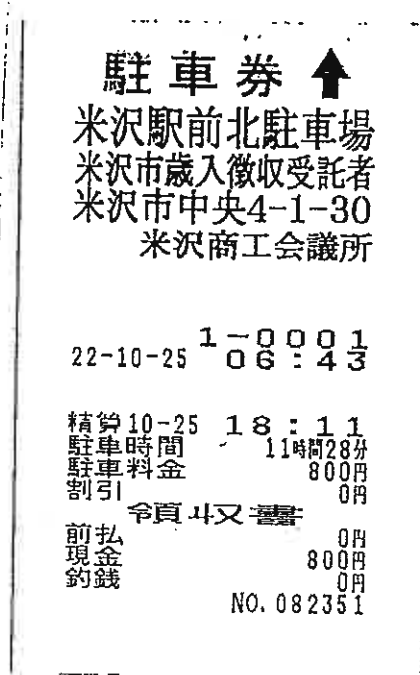 駐車券 ↑
米沢駅前北駐車場
米沢市歳入徴収受託者
米沢市中央4-1-30
米沢商工会議所
1-0001
22-10-25 06:43
精算10-25 18:11
駐車時間 11時間28分
駐車料金 800円
割引 0円
領収書
前払 0円
現金 800円
釣銭 0円
NO.082351